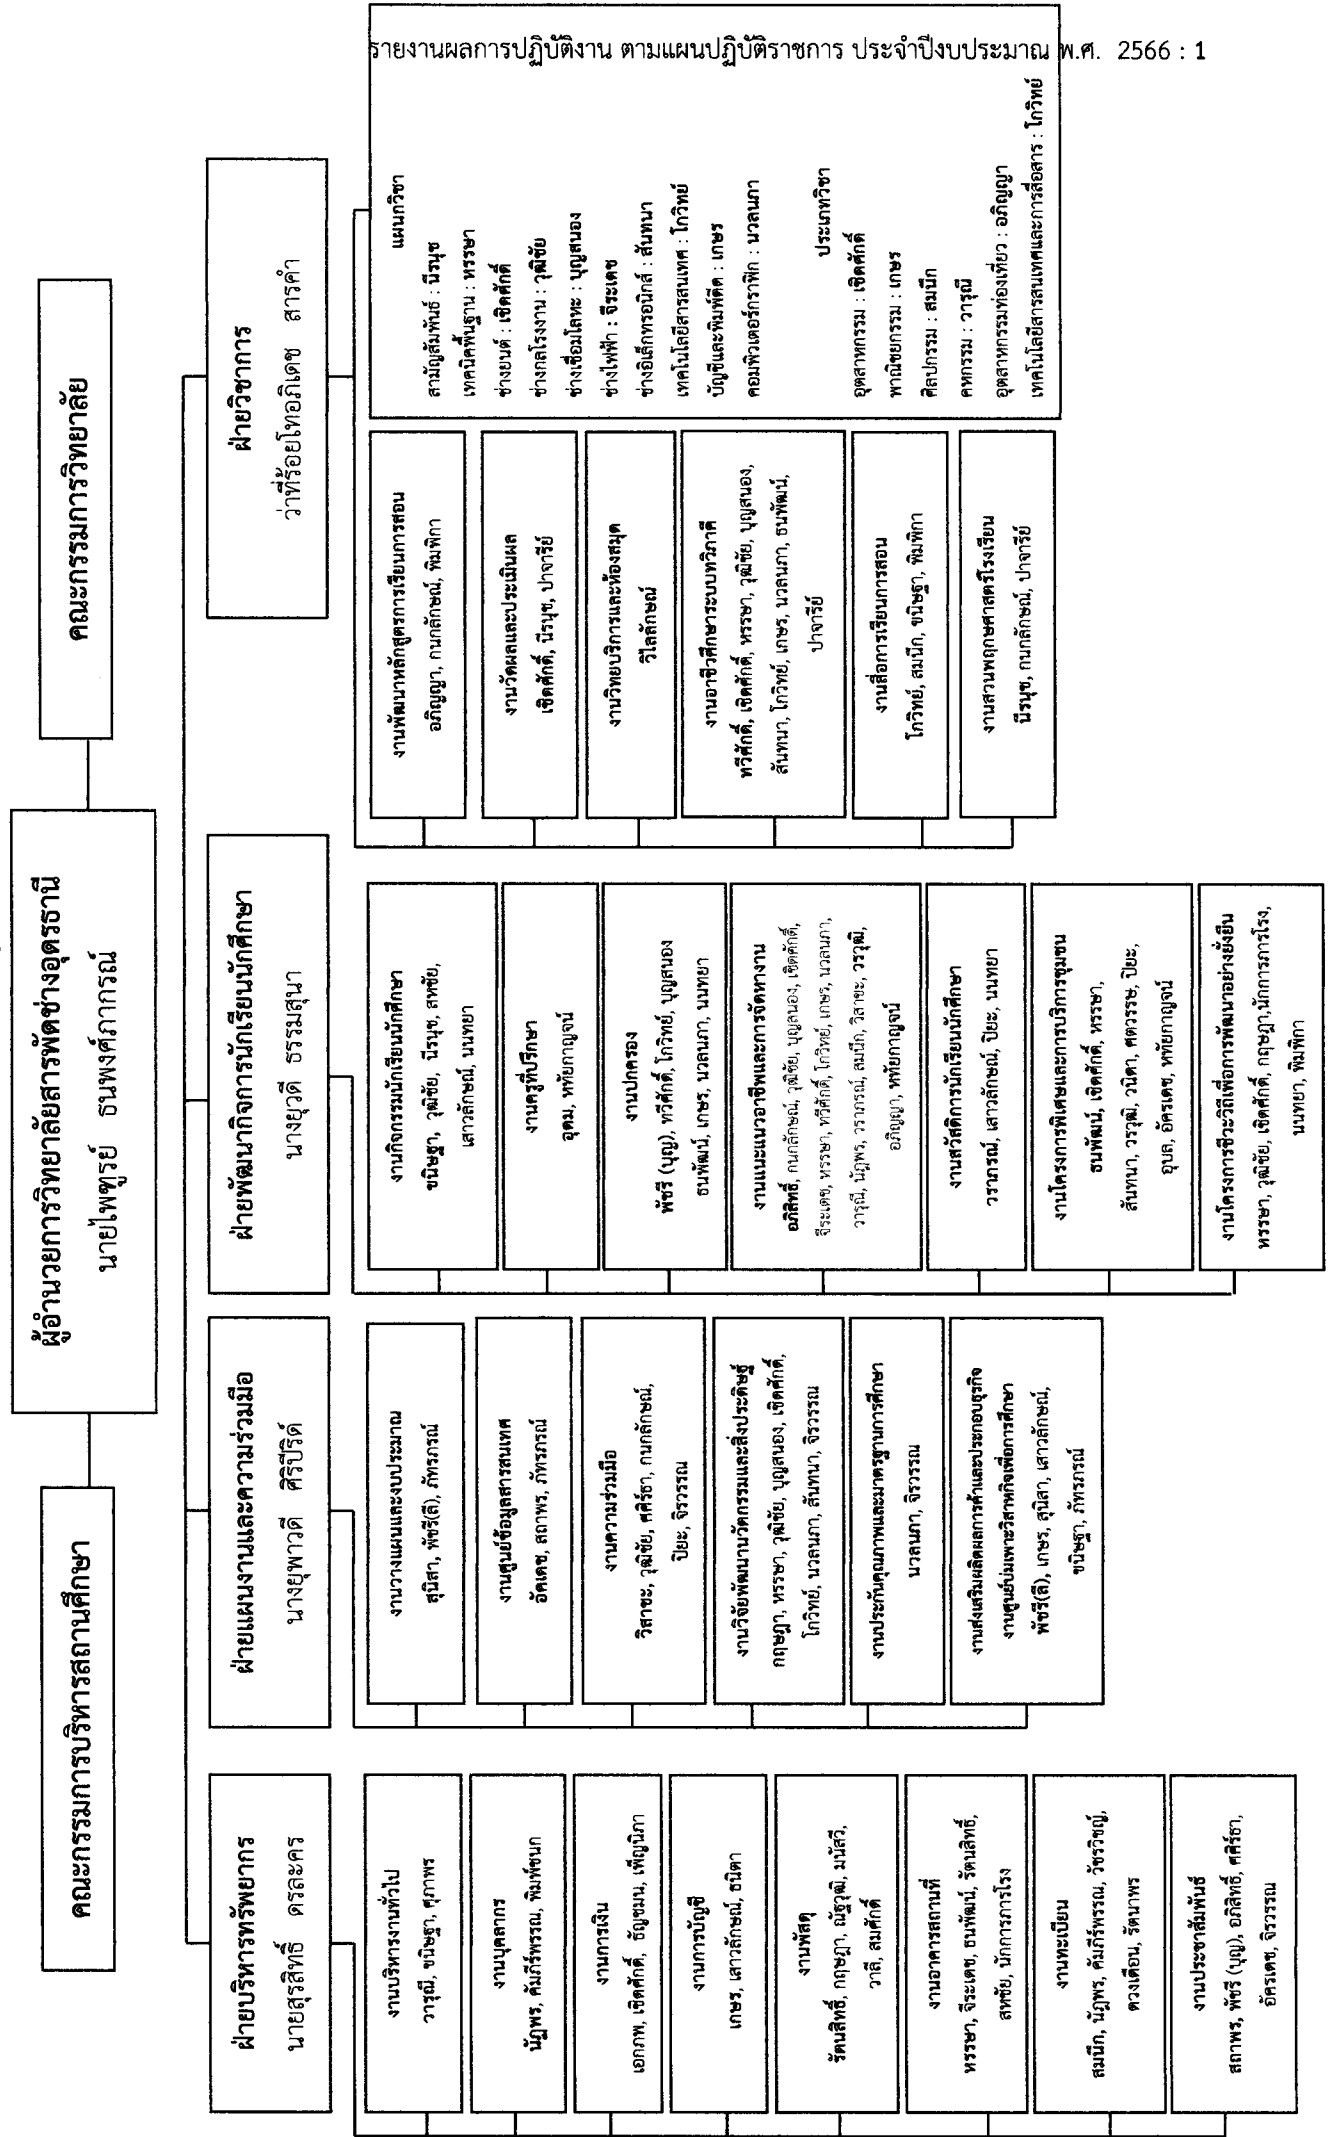 รายงานผลการปฏิบัติงาน ตามแผนปฏิบัติราชการ ประจำปีงบประมาณ พ.ศ. 2566 : 1
คณะกรรมการบริหารสถานศึกษา
ผู้อำนวยการวิทยาลัยสารพัดช่างอุดรธานี
นายไพฑูรย์ ธนพงศ์ภากรณ์
คณะกรรมการวิทยาลัย
ฝ่ายบริหารทรัพยากร
นายสุรสิทธิ์ ดรละคร
งานบริหารงานทั่วไป
วารุณี, ขนิษฐา, ศุภาพร
งานบุคลากร
นัฏพร, คัมภีร์พรรณ, พิมพ์ชนก
งานการเงิน
เอกภพ, เชิดศักดิ์, ธัญชมน, เพ็ญนิภา
งานการบัญชี
เกษร, เสาวลักษณ์, ธนิตา
งานพัสดุ
รัตนสิทธิ์, กฤษฎา, ณัฐวุฒิ, มนัสวี,
วาลี, สมศักดิ์
งานอาคารสถานที่
หรรษา, จีระเดช, ธนพัฒน์, รัตนสิทธิ์,
สหชัย, นักการภารโรง
งานทะเบียน
สมนึก, นัฏพร, คัมภีร์พรรณ, วัชรวิชญ์,
ดวงเดือน, รัตนาพร
งานประชาสัมพันธ์
สถาพร, พัชรี (บุญ), อภิสิทธิ์, ศศิร์ธา,
อัครเดช, จิรวรรณ
ฝ่ายแผนงานและความร่วมมือ
นางยุพาวดี ศิริปิริด์
งานวางแผนและงบประมาณ
สุนิสา, พัชรี(ลี), ภัทรภรณ์
งานศูนย์ข้อมูลสารสนเทศ
อัคเดช, สถาพร, ภัทรภรณ์
งานความร่วมมือ
วิสาขะ, วุฒิชัย, ศศิร์ธา, กนกลักษณ์,
ปิยะ, จิรวรรณ
งานวิจัยพัฒนานวัตกรรมและสิ่งประดิษฐ์
กฤษฎา, หรรษา, วุฒิชัย, บุญสนอง, เชิดศักดิ์,
โกวิทย์, นวลนภา, สันทนา, จิรวรรณ
งานประกันคุณภาพและมาตรฐานการศึกษา
นวลนภา, จิรวรรณ
งานส่งเสริมผลิตผลการค้าและประกอบธุรกิจ
งานศูนย์บ่มเพาะวิสาหกิจเพื่อการศึกษา
พัชรี(ลี), เกษร, สุนิสา, เสาวลักษณ์,
ขนิษฐา, ภัทรภรณ์
ฝ่ายพัฒนากิจการนักเรียนนักศึกษา
นางยุวดี ธรรมสุนา
งานกิจกรรมนักเรียนนักศึกษา
ขนิษฐา, วุฒิชัย, นีรนุช, สหชัย,
เสาวลักษณ์, นนทยา
งานครูที่ปรึกษา
อุดม, หทัยกาญจน์
งานปกครอง
พัชรี (บุญ), ทวีศักดิ์, โกวิทย์, บุญสนอง
ธนพัฒน์, เกษร, นวลนภา, นนทยา
งานแนะแนวอาชีพและการจัดหางาน
อภิสิทธิ์, กนกลักษณ์, วุฒิชัย, บุญสนอง, เชิดศักดิ์,
จีระเดช, หรรษา, ทวีศักดิ์, โกวิทย์, เกษร, นวลนภา,
วารุณี, นัฏพร, วราภรณ์, สมนึก, วิสาขะ, วรวุฒิ,
อภิญญา, หทัยกาญจน์
งานสวัสดิการนักเรียนนักศึกษา
วราภรณ์, เสาวลักษณ์, ปิยะ, นนทยา
งานโครงการพิเศษและการบริการชุมชน
ธนพัฒน์, เชิดศักดิ์, หรรษา,
สันทนา, วรวุฒิ, วนิดา, ศตวรรษ, ปิยะ,
อุบล, อัครเดช, หทัยกาญจน์
งานโครงการชีวะวิถีเพื่อการพัฒนาอย่างยั่งยืน
หรรษา, วุฒิชัย, เชิดศักดิ์, กฤษฎา,นักการภารโรง,
นนทยา, พิมพิกา
ฝ่ายวิชาการ
ว่าที่ร้อยโทอภิเดช สารคำ
งานพัฒนาหลักสูตรการเรียนการสอน
อภิญญา, กนกลักษณ์, พิมพิกา
งานวัดผลและประเมินผล
เชิดศักดิ์, นีรนุช, ปาจารีย์
งานวิทยบริการและห้องสมุด
วิไลลักษณ์
งานอาชีวศึกษาระบบทวิภาคี
ทวีศักดิ์, เชิดศักดิ์, หรรษา, วุฒิชัย, บุญสนอง,
สันทนา, โกวิทย์, เกษร, นวลนภา, ธนพัฒน์,
ปาจารีย์
งานสื่อการเรียนการสอน
โกวิทย์, สมนึก, ขนิษฐา, พิมพิกา
งานสวนพฤกษศาสตร์โรงเรียน
นีรนุช, กนกลักษณ์, ปาจารีย์
แผนกวิชา
สามัญสัมพันธ์ : นีรนุช
เทคนิคพื้นฐาน : หรรษา
ช่างยนต์ : เชิดศักดิ์
ช่างกลโรงงาน : วุฒิชัย
ช่างเชื่อมโลหะ : บุญสนอง
ช่างไฟฟ้า : จีระเดช
ช่างอิเล็กทรอนิกส์ : สันทนา
เทคโนโลยีสารสนเทศ : โกวิทย์
บัญชีและพิมพ์ดีด : เกษร
คอมพิวเตอร์กราฟิก : นวลนภา
ประเภทวิชา
อุตสาหกรรม : เชิดศักดิ์
พาณิชยกรรม : เกษร
ศิลปกรรม : สมนึก
คหกรรม : วารุณี
อุตสาหกรรมท่องเที่ยว : อภิญญา
เทคโนโลยีสารสนเทศและการสื่อสาร : โกวิทย์